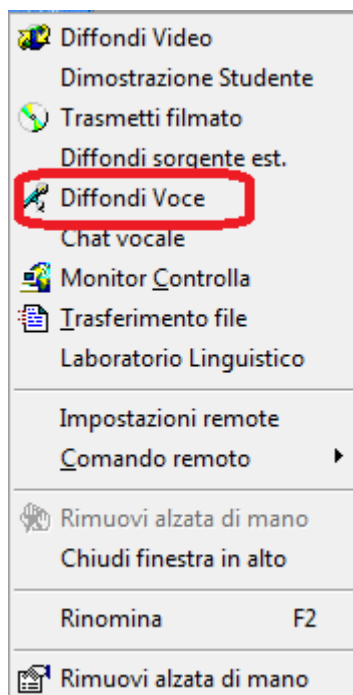 Diffondi Video
Dimostrazione Studente
Trasmetti filmato
Diffondi sorgente est.
Diffondi Voce
Chat vocale
Monitor Controlla
Trasferimento file
Laboratorio Linguistico
Impostazioni remote
Comando remoto
Rimuovi alzata di mano
Chiudi finestra in alto
Rinomina F2
Rimuovi alzata di mano